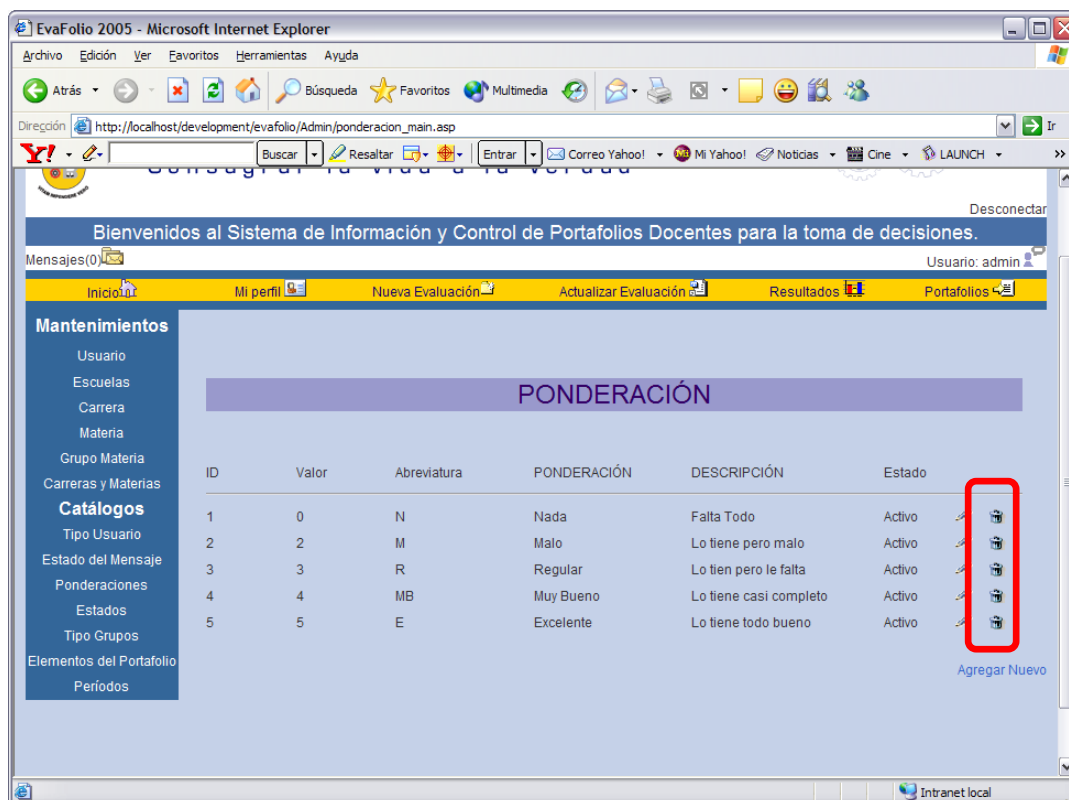 EvaFolio 2005 - Microsoft Internet Explorer
Archivo Edición Ver Favoritos Herramientas Ayuda
Atrás Búsqueda Favoritos Multimedia
Dirección http://localhost/development/evafolio/Admin/ponderacion_main.asp Ir
Y! Buscar Resaltar Entrar Correo Yahoo! Mi Yahoo! Noticias Cine LAUNCH »
Consagrar la vida a la verdad
Desconectar
Bienvenidos al Sistema de Información y Control de Portafolios Docentes para la toma de decisiones.
Mensajes(0) Usuario: admin
Inicio Mi perfil Nueva Evaluación Actualizar Evaluación Resultados Portafolios
Mantenimientos
Usuario
Escuelas
Carrera
Materia
Grupo Materia
Carreras y Materias
Catálogos
Tipo Usuario
Estado del Mensaje
Ponderaciones
Estados
Tipo Grupos
Elementos del Portafolio
Períodos
PONDERACIÓN
ID Valor Abreviatura PONDERACIÓN DESCRIPCIÓN Estado
1 0 N Nada Falta Todo Activo
2 2 M Malo Lo tiene pero malo Activo
3 3 R Regular Lo tien pero le falta Activo
4 4 MB Muy Bueno Lo tiene casi completo Activo
5 5 E Excelente Lo tiene todo bueno Activo
Agregar Nuevo
Intranet local